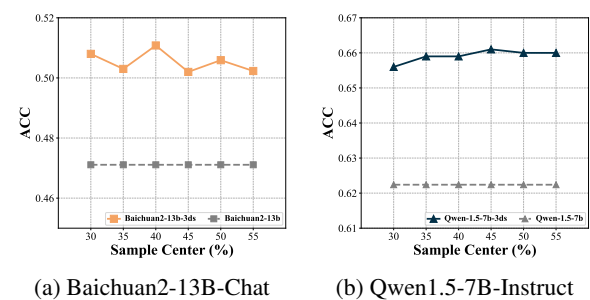 0.52
0.50
0.48
0.46
ACC
Baichuan2-13b-3ds
Baichuan2-13b
30 35 40 45 50 55
Sample Center (%)
(a) Baichuan2-13B-Chat
0.67
0.66
0.65
0.64
0.63
0.62
0.61
ACC
Qwen-1.5-7b-3ds
Qwen-1.5-7b
30 35 40 45 50 55
Sample Center (%)
(b) Qwen1.5-7B-Instruct